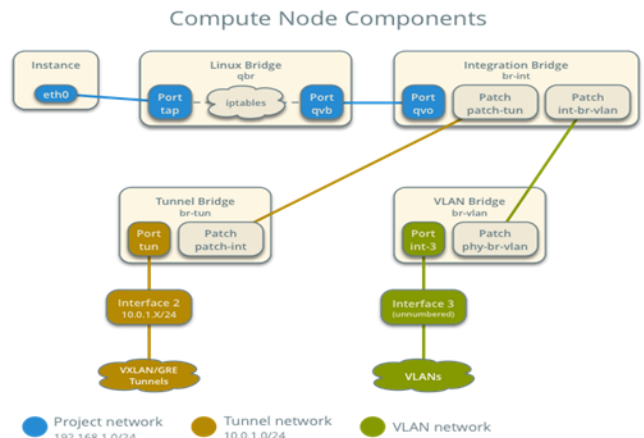 Compute Node Components
Instance
eth0
Linux Bridge
qbr
Port
tap
iptables
Port
qvb
Integration Bridge
br-int
Port
qvo
Patch
patch-tun
Patch
int-br-vlan
Tunnel Bridge
br-tun
Port
tun
Patch
patch-int
VLAN Bridge
br-vlan
Port
int-3
Patch
phy-br-vlan
Interface 2
10.0.1.X/24
Interface 3
(unnumbered)
VXLAN/GRE
Tunnels
VLANs
Project network
192.168.1.0/24
Tunnel network
10.0.1.0/24
VLAN network